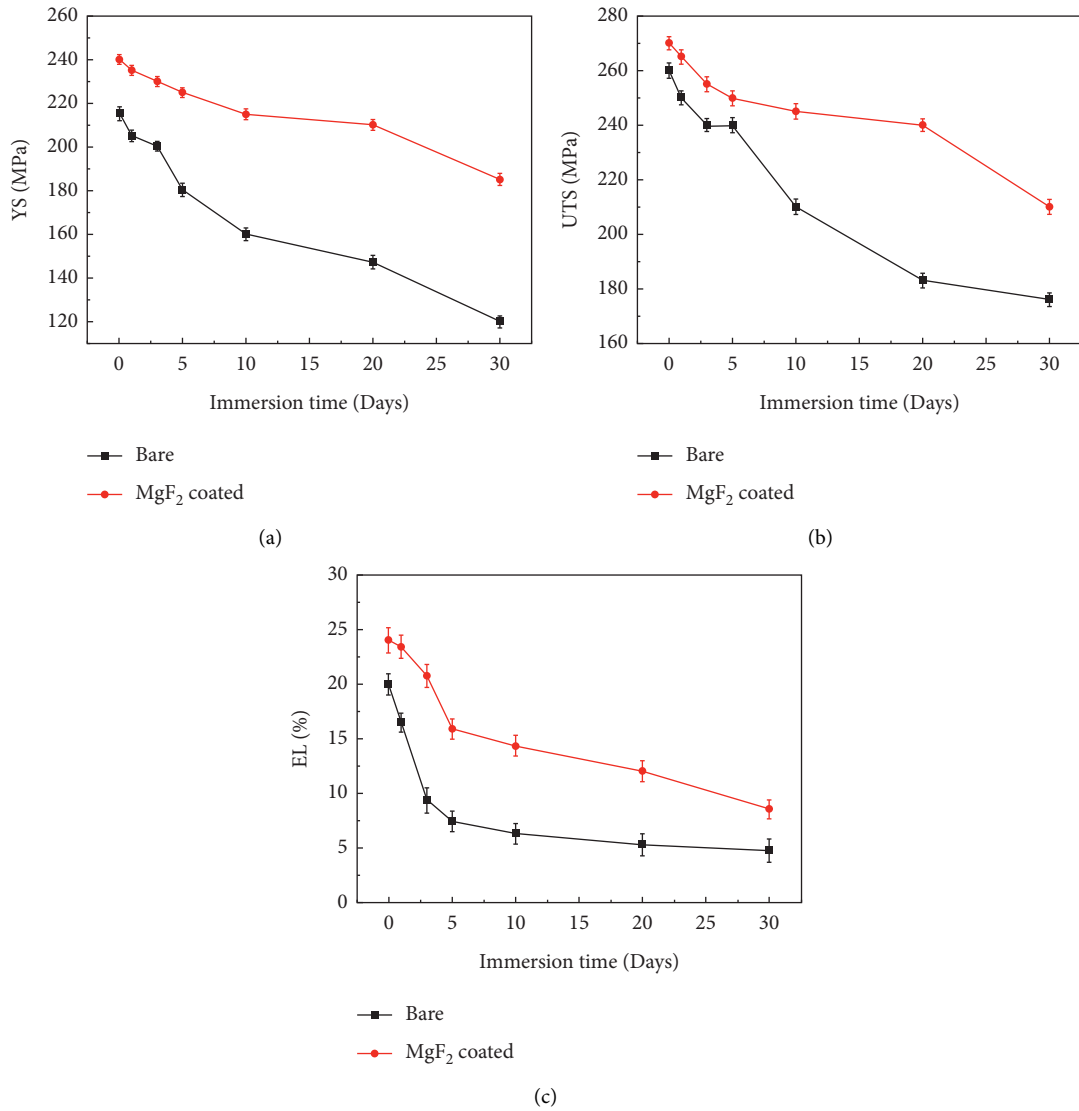 260
240
220
200
180
160
140
120
YS (MPa)
0 5 10 15 20 25 30
Immersion time (Days)
Bare
MgF₂ coated
(a)
280
260
240
220
200
180
160
UTS (MPa)
0 5 10 15 20 25 30
Immersion time (Days)
Bare
MgF₂ coated
(b)
30
25
20
15
10
5
0
EL (%)
0 5 10 15 20 25 30
Immersion time (Days)
Bare
MgF₂ coated
(c)